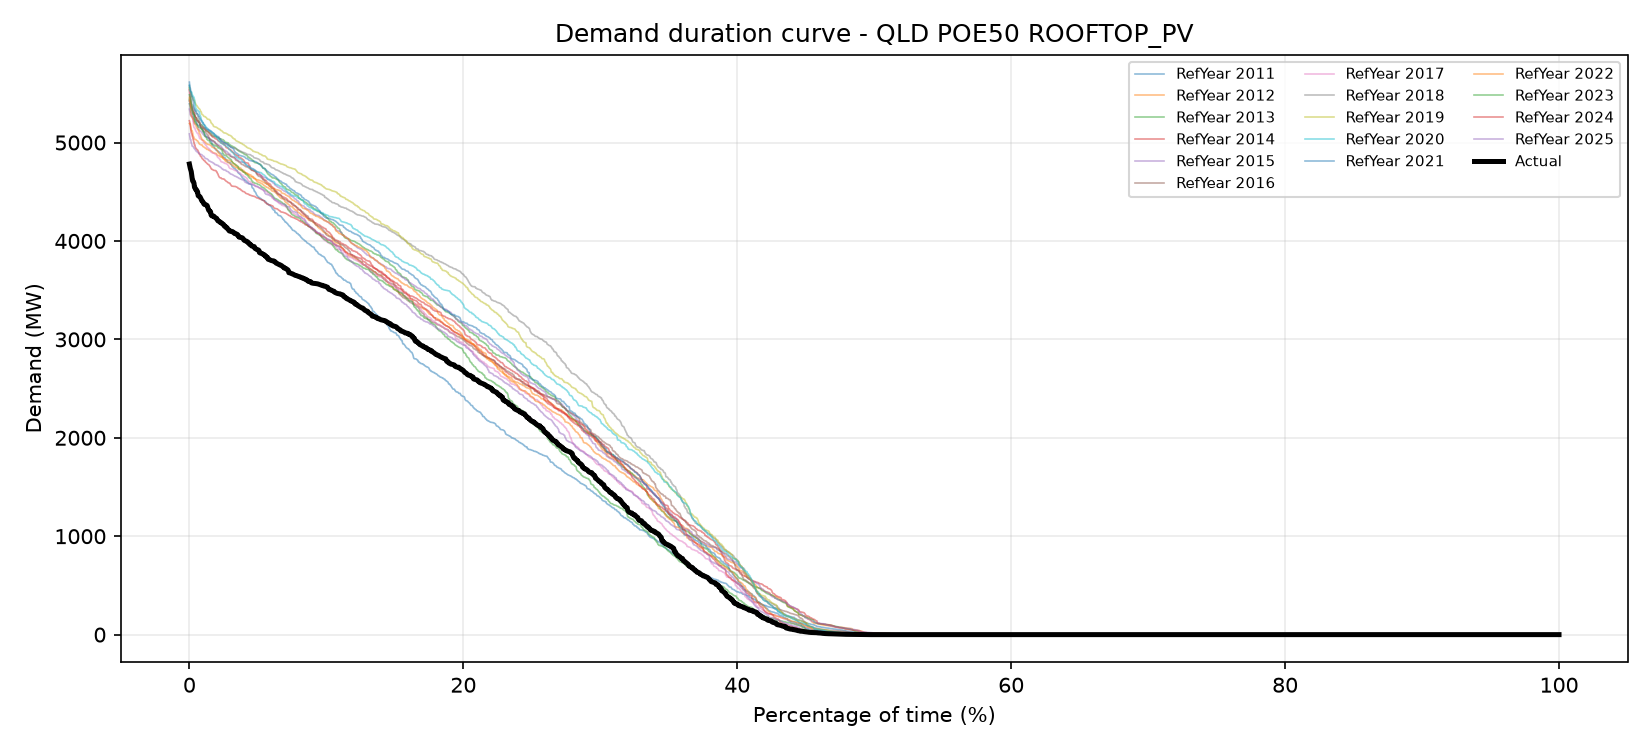 Demand duration curve - QLD POE50 ROOFTOP_PV
RefYear 2011
RefYear 2012
RefYear 2013
RefYear 2014
RefYear 2015
RefYear 2016
RefYear 2017
RefYear 2018
RefYear 2019
RefYear 2020
RefYear 2021
RefYear 2022
RefYear 2023
RefYear 2024
RefYear 2025
Actual
Demand (MW)
5000
4000
3000
2000
1000
0
0 20 40 60 80 100
Percentage of time (%)